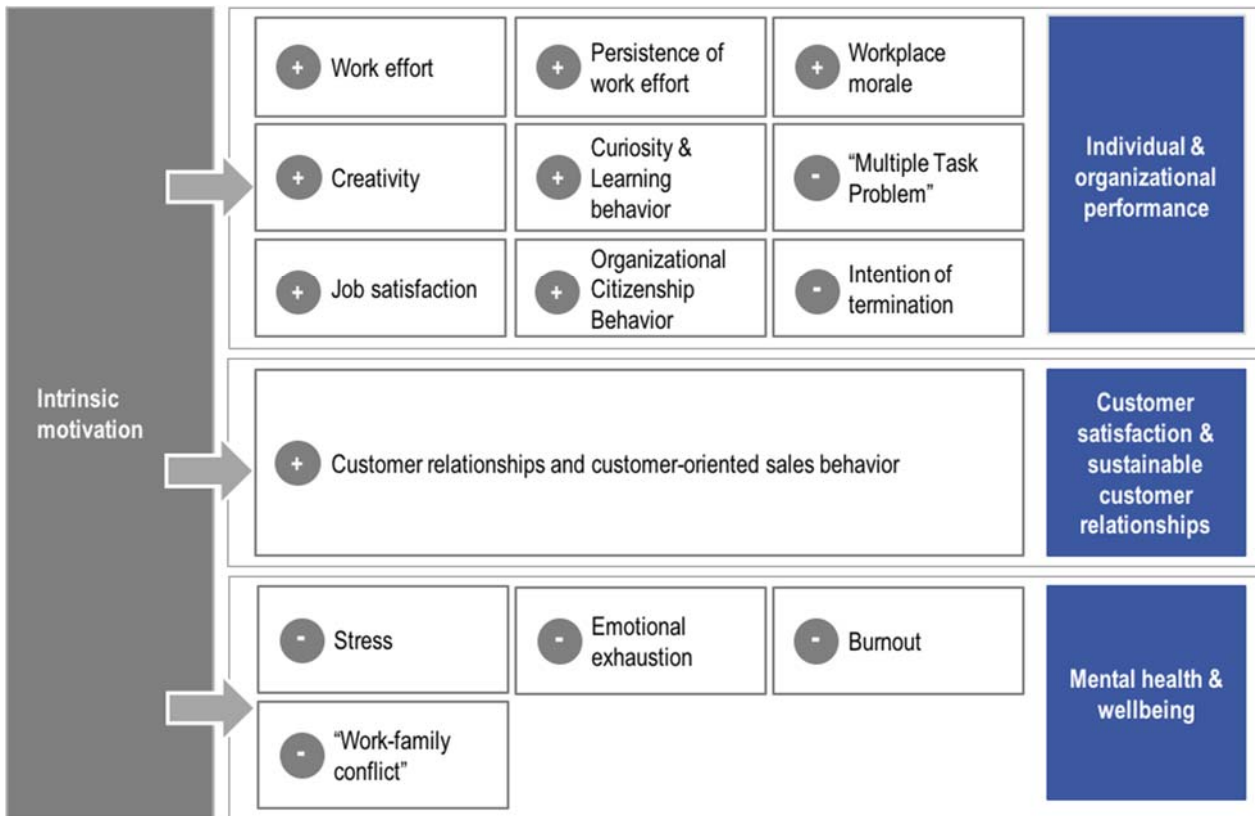 Intrinsic
motivation
+ Work effort
+ Persistence of
work effort
+ Workplace
morale
+ Creativity
+ Curiosity &
Learning
behavior
- “Multiple Task
Problem”
+ Job satisfaction
+ Organizational
Citizenship
Behavior
- Intention of
termination
Individual &
organizational
performance
+ Customer relationships and customer-oriented sales behavior
Customer
satisfaction &
sustainable
customer
relationships
- Stress
- Emotional
exhaustion
- Burnout
- “Work-family
conflict”
Mental health &
wellbeing